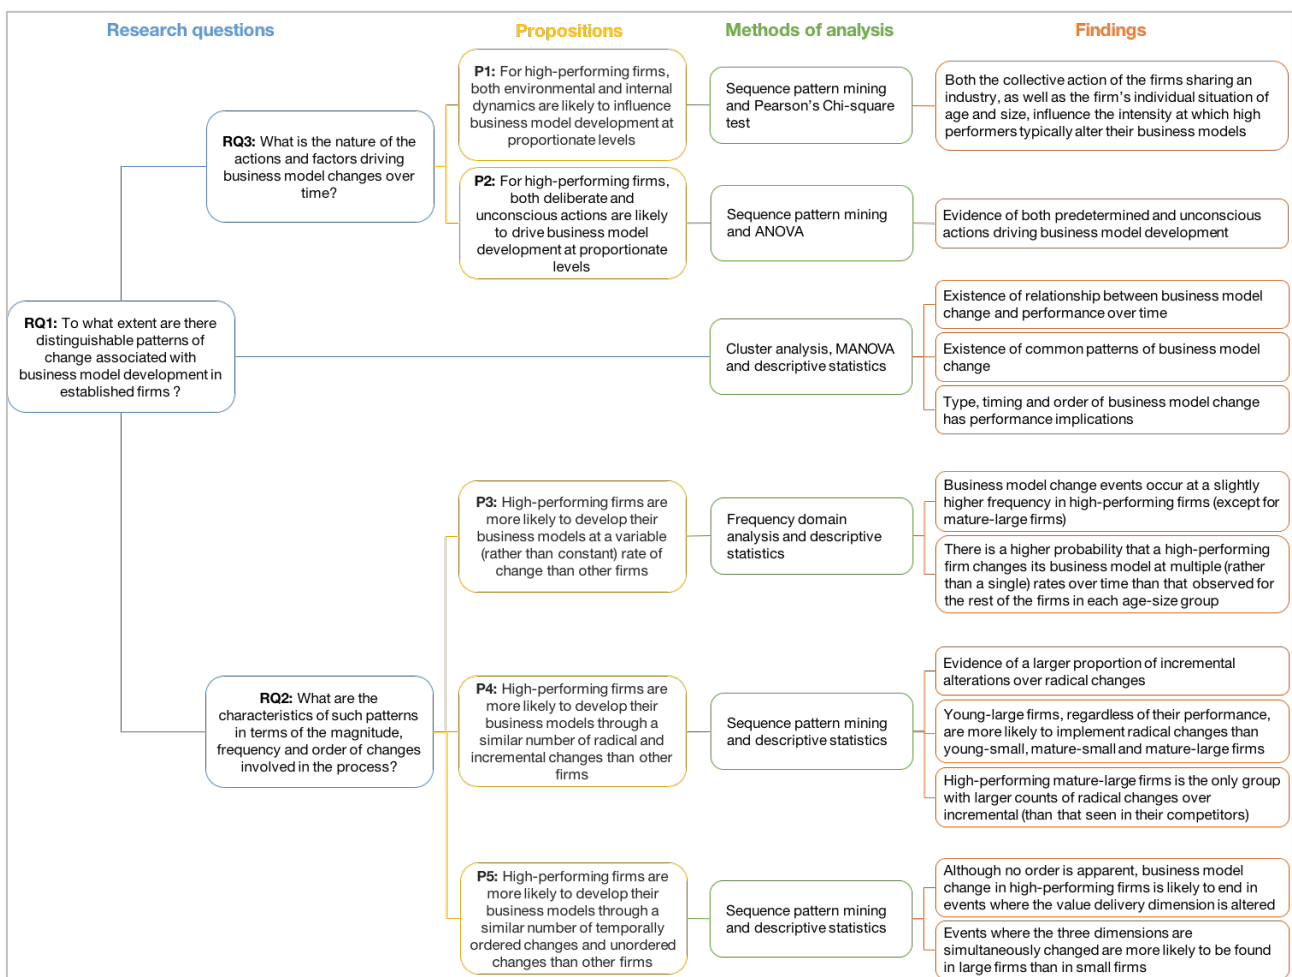 Research questions
Propositions
Methods of analysis
Findings
P1: For high-performing firms,
both environmental and internal
dynamics are likely to influence
business model development at
proportionate levels
Sequence pattern mining
and Pearson's Chi-square
test
Both the collective action of the firms sharing an
industry, as well as the firm's individual situation of
age and size, influence the intensity at which high
performers typically alter their business models
RQ3: What is the nature of the
actions and factors driving
business model changes over
time?
P2: For high-performing firms,
both deliberate and
unconscious actions are likely
to drive business model
development at proportionate
levels
Sequence pattern mining
and ANOVA
Evidence of both predetermined and unconscious
actions driving business model development
RQ1: To what extent are there
distinguishable patterns of
change associated with
business model development in
established firms ?
Cluster analysis, MANOVA
and descriptive statistics
Existence of relationship between business model
change and performance over time
Existence of common patterns of business model
change
Type, timing and order of business model change
has performance implications
P3: High-performing firms are
more likely to develop their
business models at a variable
(rather than constant) rate of
change than other firms
Frequency domain
analysis and descriptive
statistics
Business model change events occur at a slightly
higher frequency in high-performing firms (except for
mature-large firms)
There is a higher probability that a high-performing
firm changes its business model at multiple (rather
than a single) rates over time than that observed for
the rest of the firms in each age-size group
RQ2: What are the
characteristics of such patterns
in terms of the magnitude,
frequency and order of changes
involved in the process?
P4: High-performing firms are
more likely to develop their
business models through a
similar number of radical and
incremental changes than other
firms
Sequence pattern mining
and descriptive statistics
Evidence of a larger proportion of incremental
alterations over radical changes
Young-large firms, regardless of their performance,
are more likely to implement radical changes than
young-small, mature-small and mature-large firms
High-performing mature-large firms is the only group
with larger counts of radical changes over
incremental (than that seen in their competitors)
P5: High-performing firms are
more likely to develop their
business models through a
similar number of temporally
ordered changes and unordered
changes than other firms
Sequence pattern mining
and descriptive statistics
Although no order is apparent, business model
change in high-performing firms is likely to end in
events where the value delivery dimension is altered
Events where the three dimensions are
simultaneously changed are more likely to be found
in large firms than in small firms